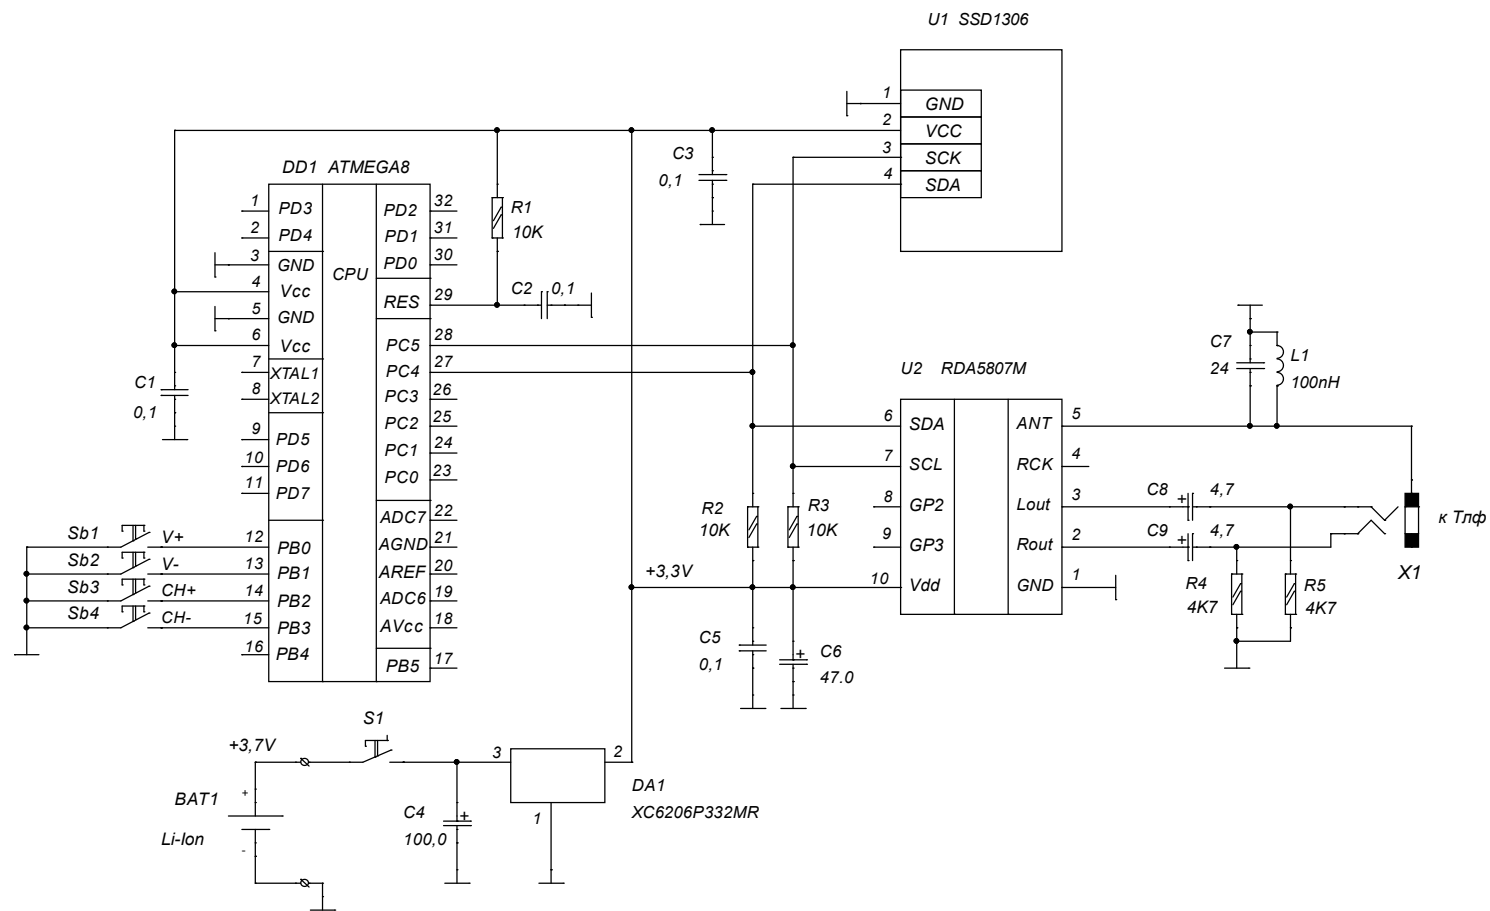 U1 SSD1306
1 GND
2 VCC
3 SCK
4 SDA
C3
0,1
DD1 ATMEGA8
CPU
1 PD3
2 PD4
3 GND
4 Vcc
5 GND
6 Vcc
7 XTAL1
8 XTAL2
9 PD5
10 PD6
11 PD7
12 PB0
13 PB1
14 PB2
15 PB3
16 PB4
PD2 32
PD1 31
PD0 30
RES 29
PC5 28
PC4 27
PC3 26
PC2 25
PC1 24
PC0 23
ADC7 22
AGND 21
AREF 20
ADC6 19
AVcc 18
PB5 17
R1
10K
C2 0,1
C1
0,1
Sb1 V+
Sb2 V-
Sb3 CH+
Sb4 CH-
U2 RDA5807M
6 SDA
7 SCL
8 GP2
9 GP3
10 Vdd
ANT 5
RCK 4
Lout 3
Rout 2
GND 1
C7
24
L1
100nH
R2
10K
R3
10K
+3,3V
C5
0,1
+ C6
47.0
C8 + 4,7
C9 + 4,7
R4
4K7
R5
4K7
к Тлф
X1
S1
+3,7V
+
BAT1
Li-Ion
-
C4 +
100,0
3 2
1
DA1
XC6206P332MR